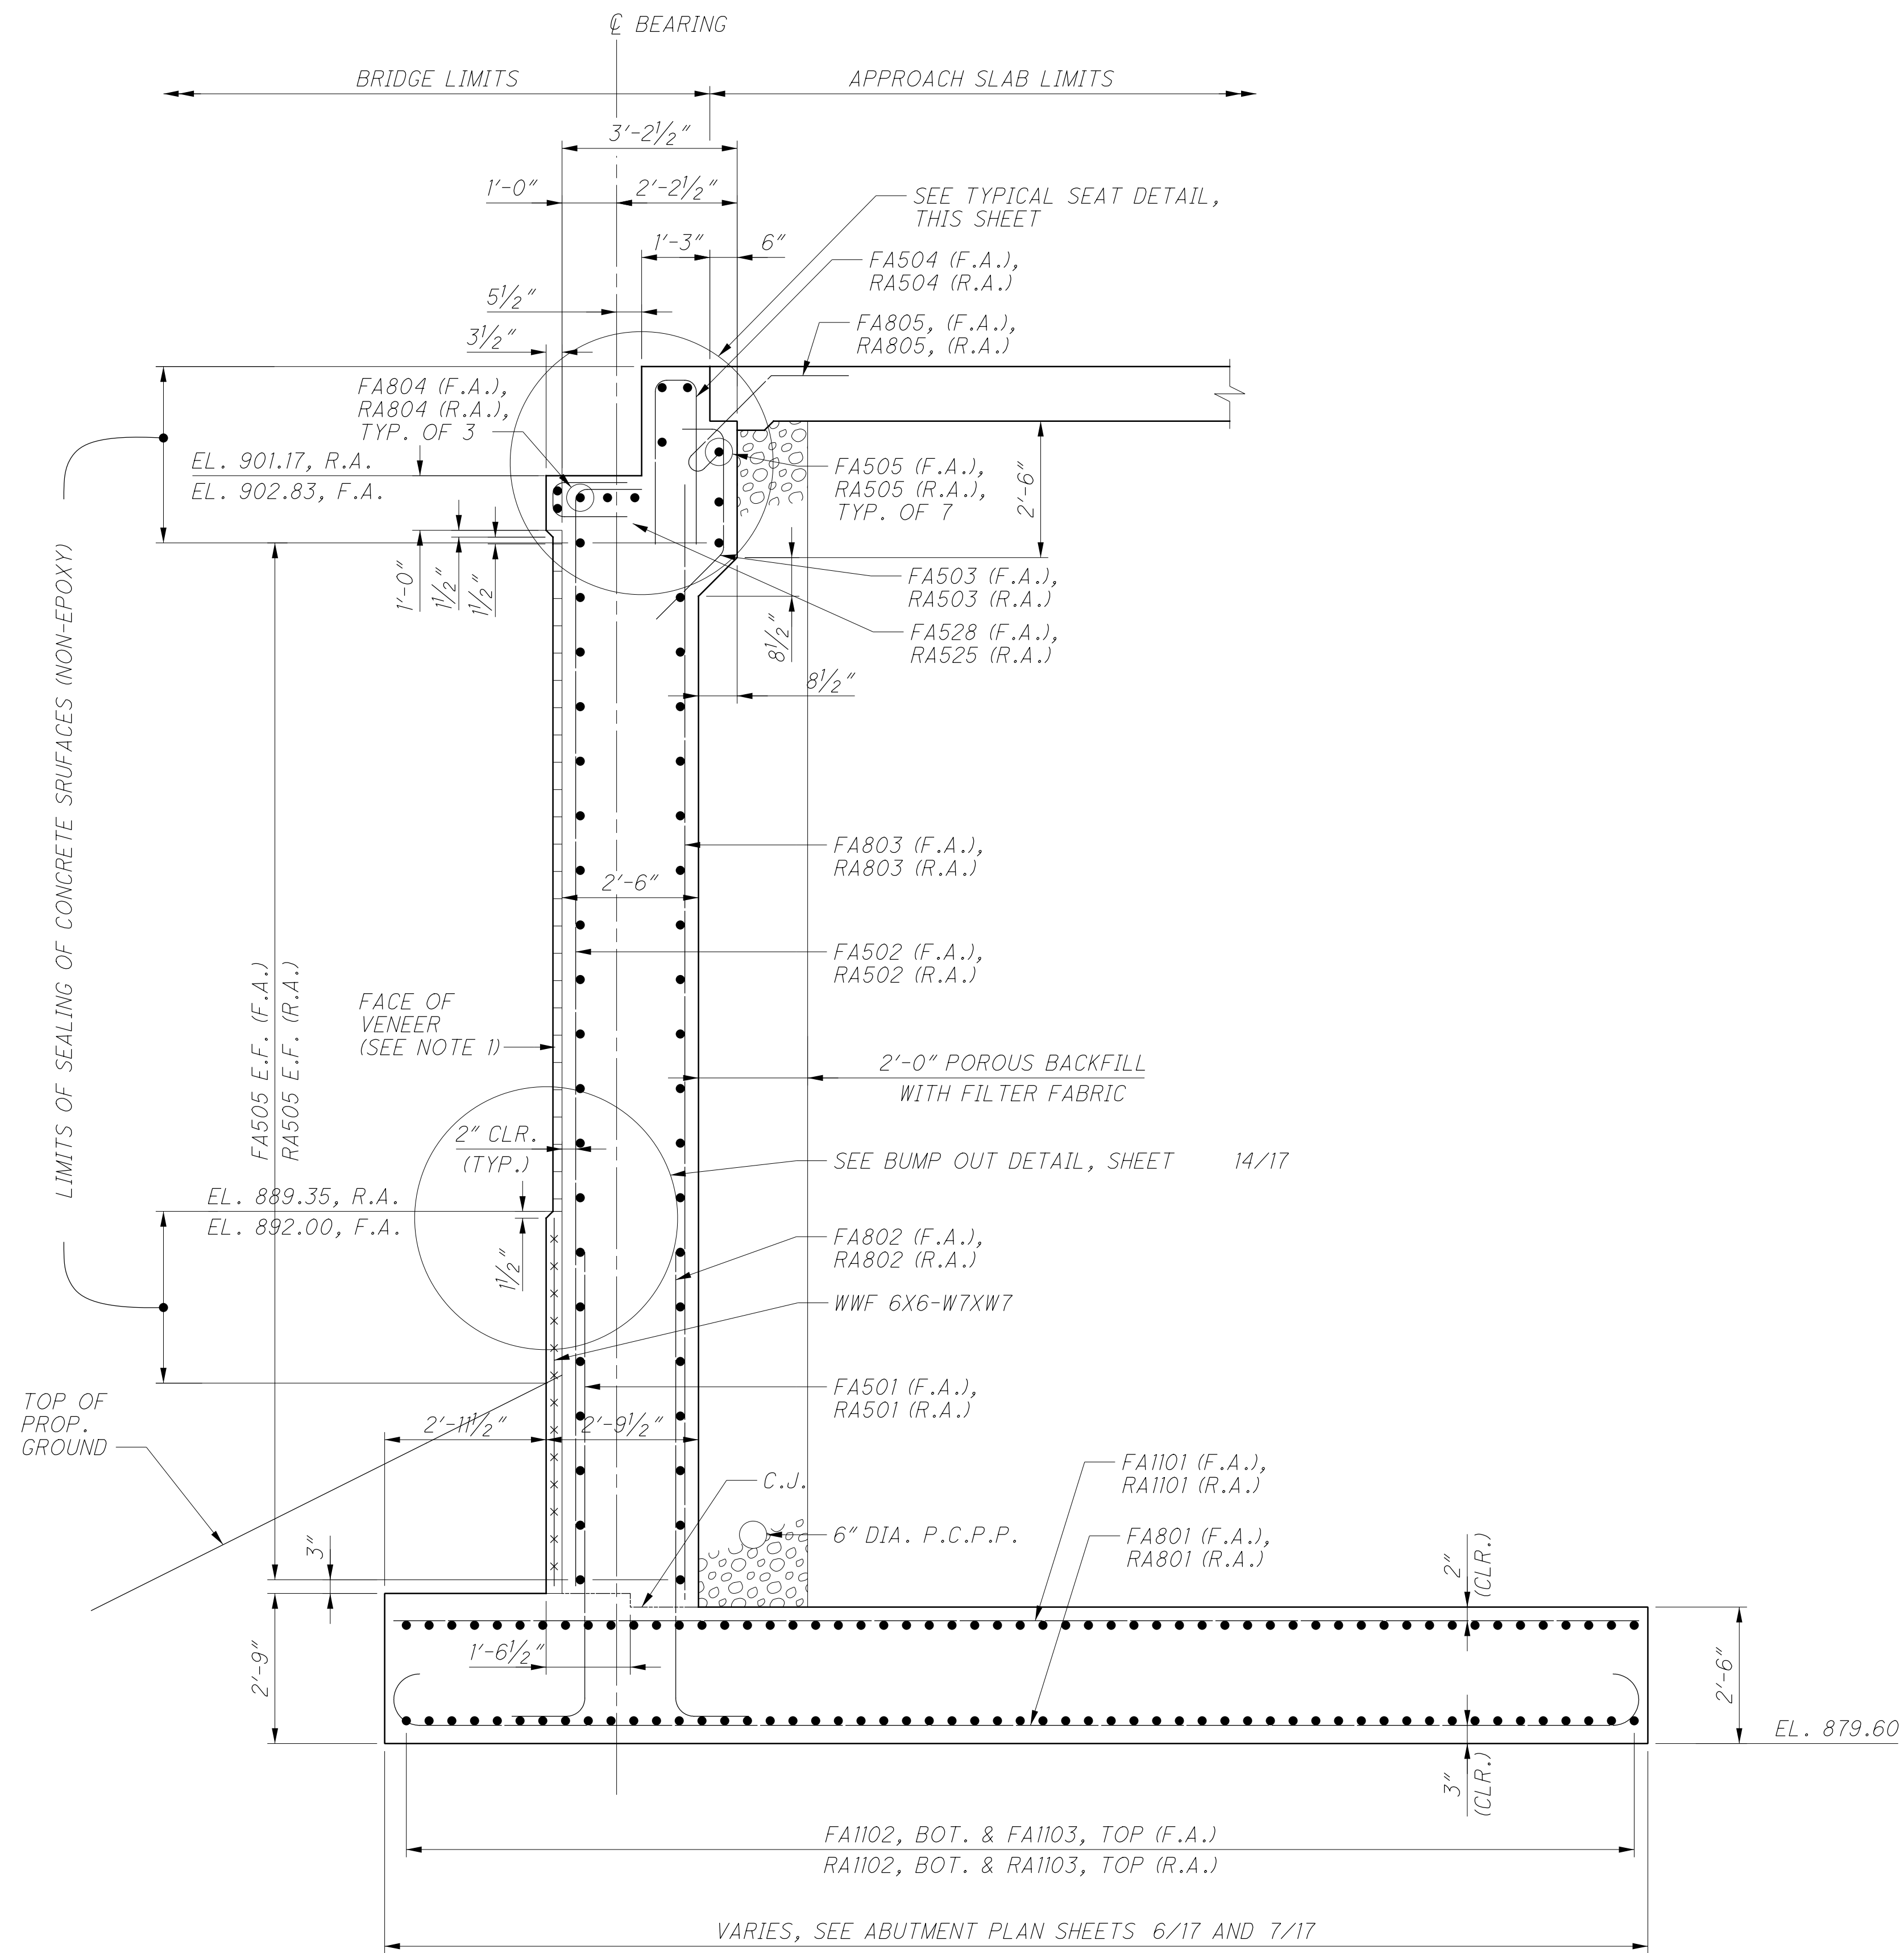 ℄ BEARING
BRIDGE LIMITS
APPROACH SLAB LIMITS
3'-2½"
1'-0"
2'-2½"
SEE TYPICAL SEAT DETAIL,
THIS SHEET
1'-3"
6"
FA504 (F.A.),
RA504 (R.A.)
5½"
FA805, (F.A.),
RA805, (R.A.)
3½"
FA804 (F.A.),
RA804 (R.A.),
TYP. OF 3
EL. 901.17, R.A.
EL. 902.83, F.A.
FA505 (F.A.),
RA505 (R.A.),
TYP. OF 7
2'-6"
1'-0"
1½"
1½"
FA503 (F.A.),
RA503 (R.A.)
FA528 (F.A.),
RA525 (R.A.)
8½"
8½"
LIMITS OF SEALING OF CONCRETE SRUFACES (NON-EPOXY)
FA803 (F.A.),
RA803 (R.A.)
2'-6"
FA502 (F.A.),
RA502 (R.A.)
FA505 E.F. (F.A.)
RA505 E.F. (R.A.)
FACE OF
VENEER
(SEE NOTE 1)
2'-0" POROUS BACKFILL
WITH FILTER FABRIC
2" CLR.
(TYP.)
SEE BUMP OUT DETAIL, SHEET 14/17
EL. 889.35, R.A.
EL. 892.00, F.A.
FA802 (F.A.),
RA802 (R.A.)
1½"
WWF 6X6-W7XW7
FA501 (F.A.),
RA501 (R.A.)
TOP OF
PROP.
GROUND
2'-11½"
2'-9½"
C.J.
FA1101 (F.A.),
RA1101 (R.A.)
6" DIA. P.C.P.P.
FA801 (F.A.),
RA801 (R.A.)
3"
2"
(CLR.)
1'-6½"
2'-9"
2'-6"
EL. 879.60
3"
(CLR.)
FA1102, BOT. & FA1103, TOP (F.A.)
RA1102, BOT. & RA1103, TOP (R.A.)
VARIES, SEE ABUTMENT PLAN SHEETS 6/17 AND 7/17